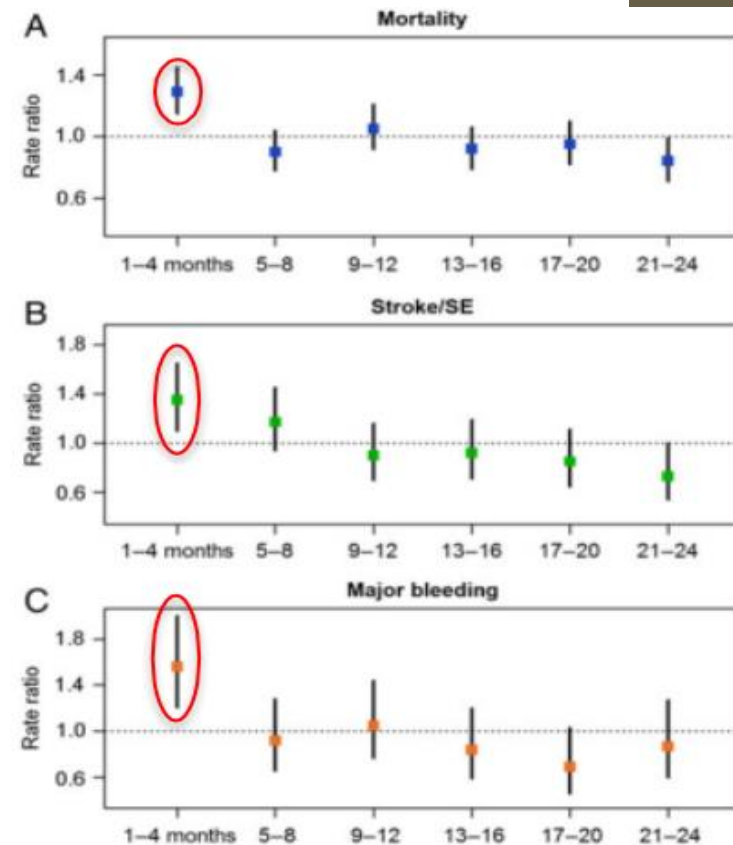 A
Mortality
Rate ratio
1.4
1.0
0.6
1–4 months 5–8 9–12 13–16 17–20 21–24
B
Stroke/SE
Rate ratio
1.8
1.4
1.0
0.6
1–4 months 5–8 9–12 13–16 17–20 21–24
C
Major bleeding
Rate ratio
1.8
1.4
1.0
0.6
1–4 months 5–8 9–12 13–16 17–20 21–24